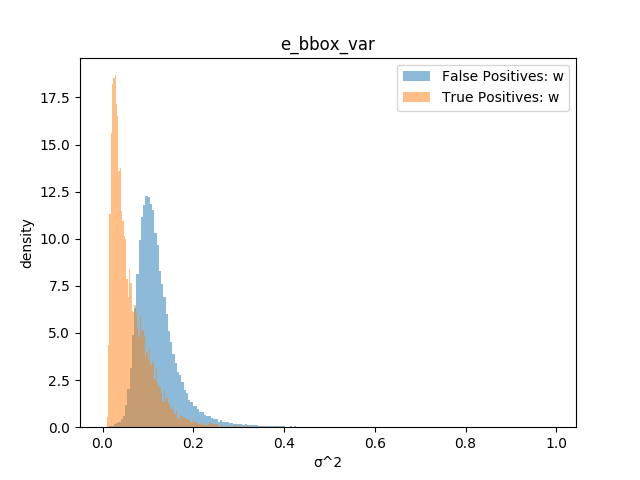 e_bbox_var
False Positives: w
True Positives: w
density
17.5
15.0
12.5
10.0
7.5
5.0
2.5
0.0
0.0 0.2 0.4 0.6 0.8 1.0
σ^2